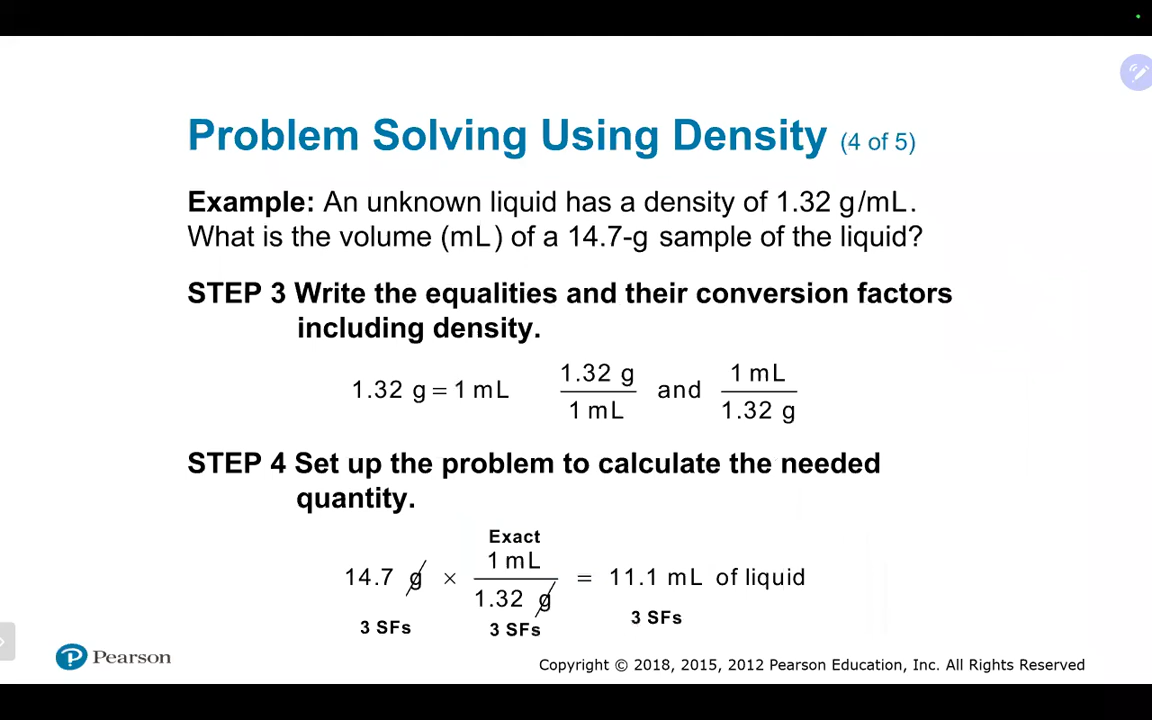 Problem Solving Using Density (4 of 5)
Example: An unknown liquid has a density of 1.32 g/mL.
What is the volume (mL) of a 14.7-g sample of the liquid?
STEP 3 Write the equalities and their conversion factors
including density.
1.32 g = 1 mL 1.32 g / 1 mL and 1 mL / 1.32 g
STEP 4 Set up the problem to calculate the needed
quantity.
Exact
14.7 g × 1 mL / 1.32 g = 11.1 mL of liquid
3 SFs 3 SFs 3 SFs
Pearson
Copyright © 2018, 2015, 2012 Pearson Education, Inc. All Rights Reserved